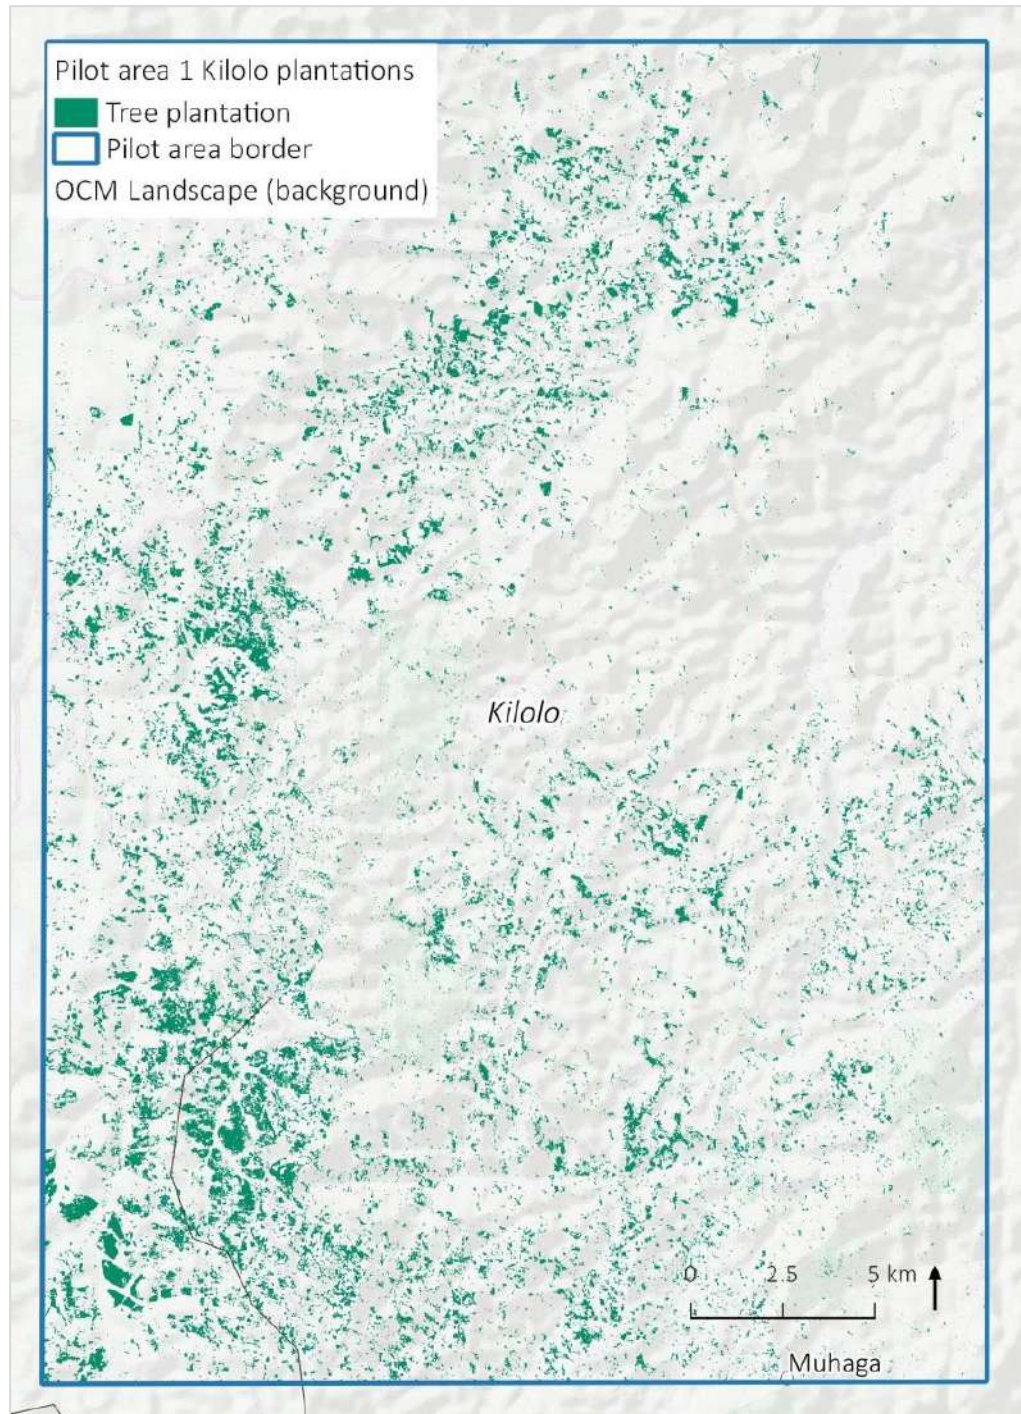 Pilot area 1 Kilolo plantations
Tree plantation
Pilot area border
OCM Landscape (background)
Kilolo
0 2.5 5 km
Muhaga